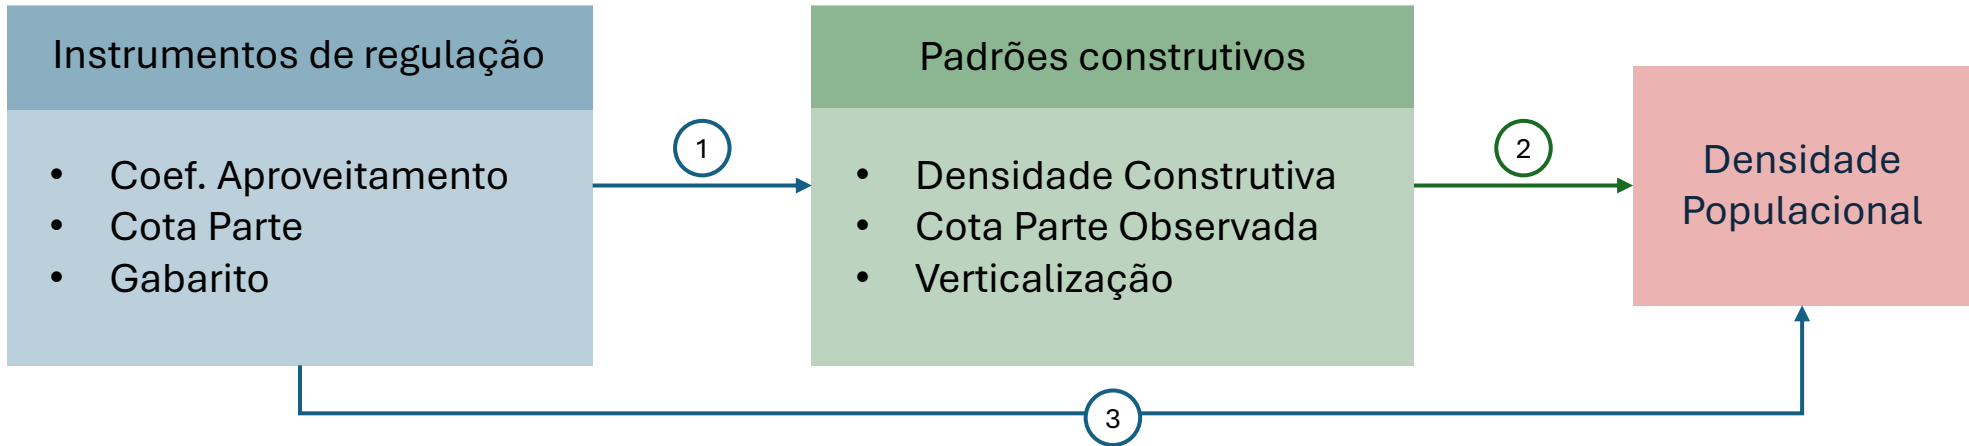 Instrumentos de regulação
• Coef. Aproveitamento
• Cota Parte
• Gabarito
1
Padrões construtivos
• Densidade Construtiva
• Cota Parte Observada
• Verticalização
2
Densidade
Populacional
3